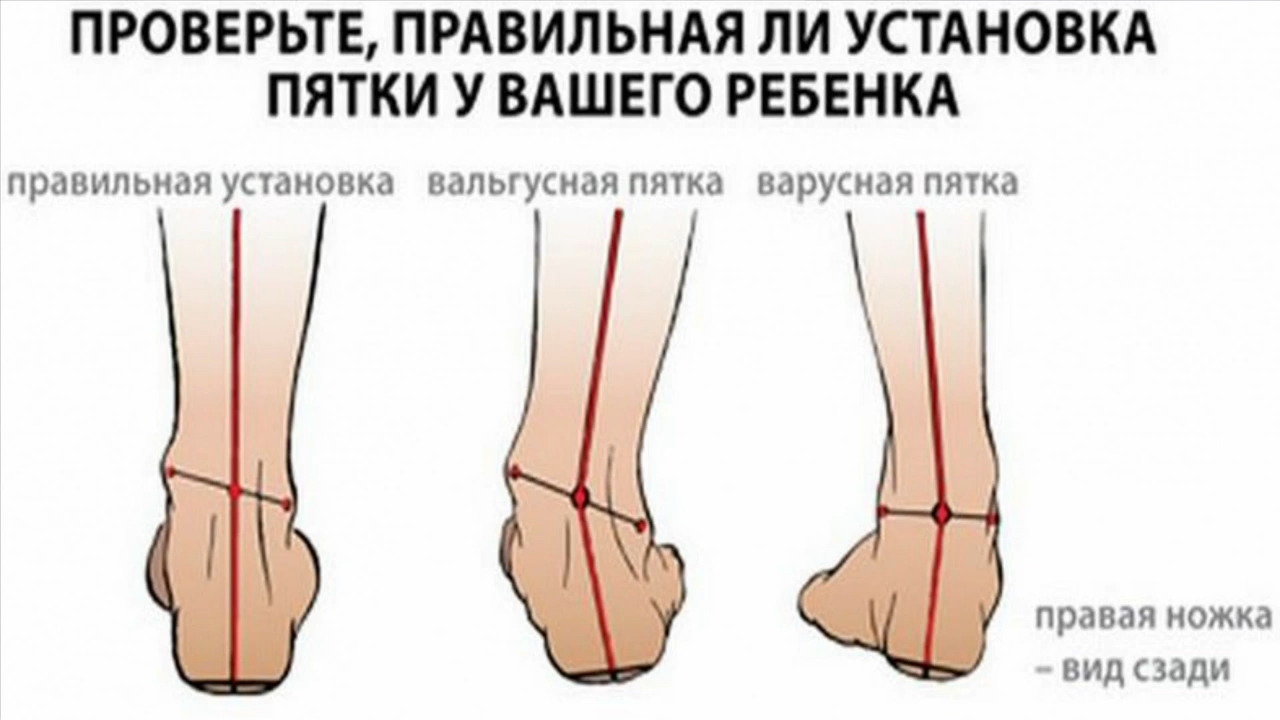 ПРОВЕРЬТЕ, ПРАВИЛЬНАЯ ЛИ УСТАНОВКА
ПЯТКИ У ВАШЕГО РЕБЕНКА
правильная установка
вальгусная пятка
варусная пятка
правая ножка
– вид сзади